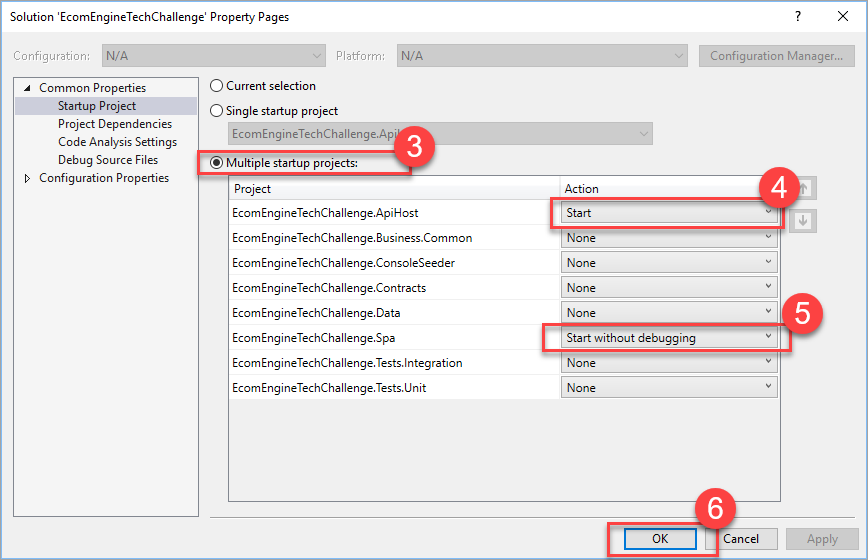 Solution 'EcomEngineTechChallenge' Property Pages
?
Configuration: N/A Platform: N/A Configuration Manager...
Common Properties
Startup Project
Project Dependencies
Code Analysis Settings
Debug Source Files
Configuration Properties
Current selection
Single startup project
EcomEngineTechChallenge.ApiHost
3
Multiple startup projects:
Project Action
4
EcomEngineTechChallenge.ApiHost Start
EcomEngineTechChallenge.Business.Common None
EcomEngineTechChallenge.ConsoleSeeder None
EcomEngineTechChallenge.Contracts None
EcomEngineTechChallenge.Data None
5
EcomEngineTechChallenge.Spa Start without debugging
EcomEngineTechChallenge.Tests.Integration None
EcomEngineTechChallenge.Tests.Unit None
6
OK Cancel Apply